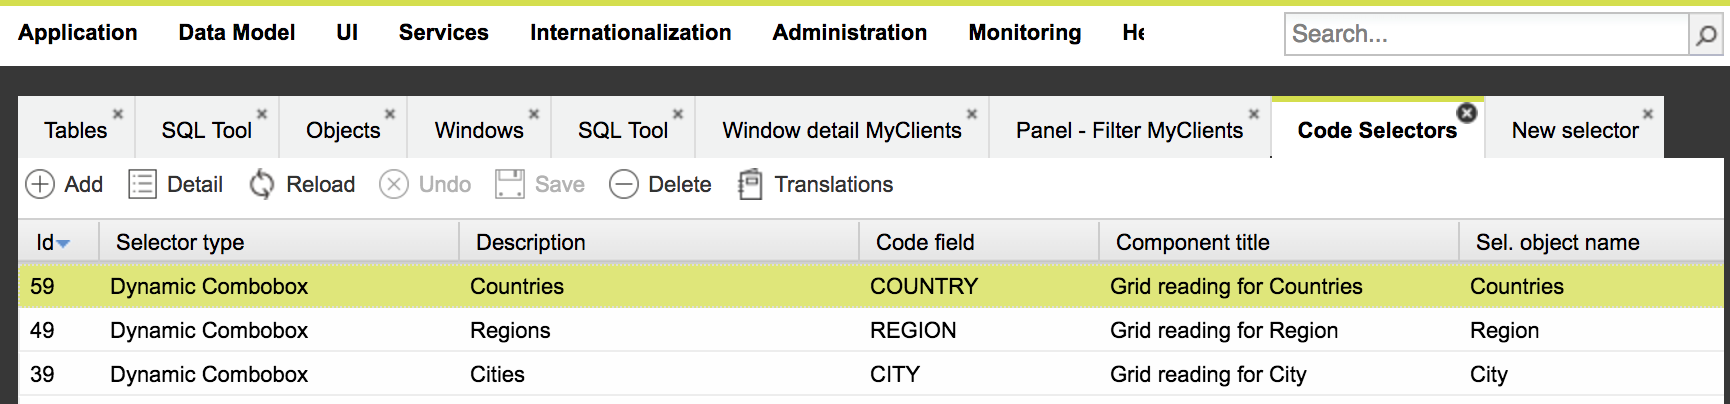 Application Data Model UI Services Internationalization Administration Monitoring Search...
Tables SQL Tool Objects Windows SQL Tool Window detail MyClients Panel - Filter MyClients Code Selectors New selector
Add Detail Reload Undo Save Delete Translations
Id Selector type Description Code field Component title Sel. object name
59 Dynamic Combobox Countries COUNTRY Grid reading for Countries Countries
49 Dynamic Combobox Regions REGION Grid reading for Region Region
39 Dynamic Combobox Cities CITY Grid reading for City City